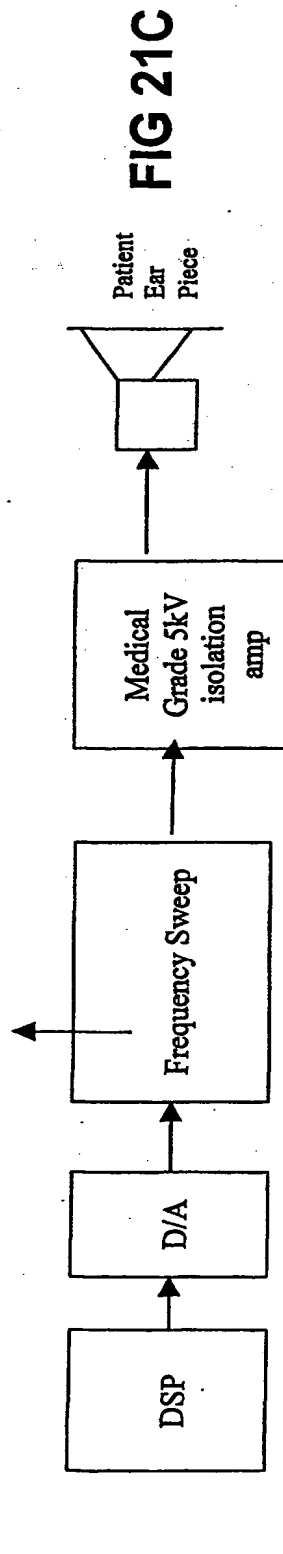 DSP
D/A
Frequency Sweep
Medical
Grade 5kV
isolation
amp
Patient
Ear
Piece
FIG 21C